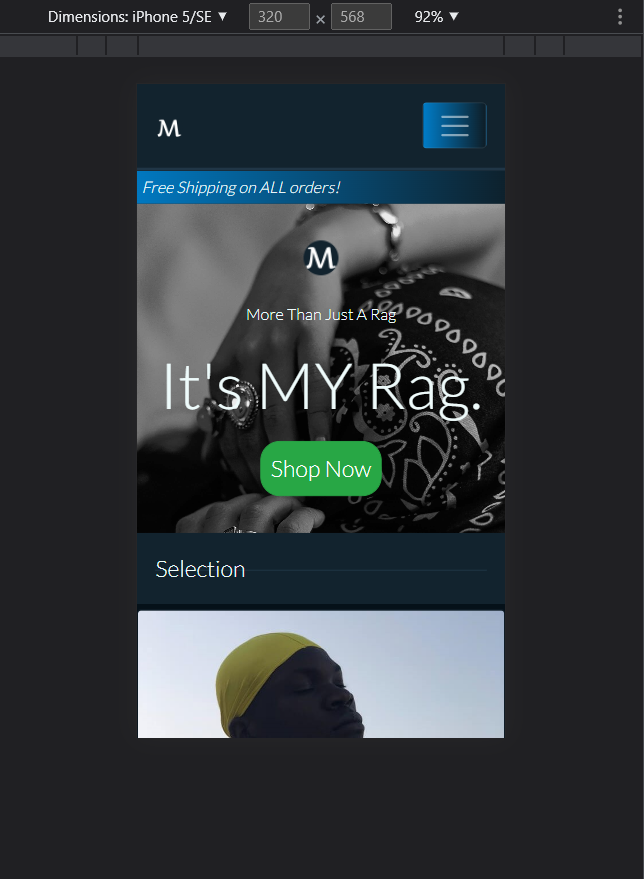 Dimensions: iPhone 5/SE ▼ 320 × 568 92% ▼
M
Free Shipping on ALL orders!
M
More Than Just A Rag
It's MY Rag.
Shop Now
Selection